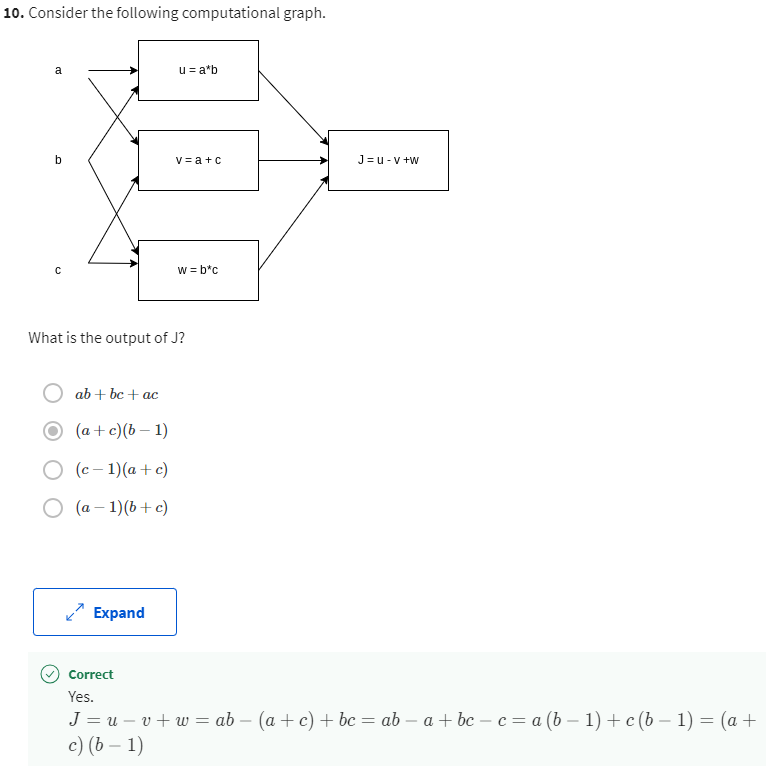 10. Consider the following computational graph.
a
u = a*b
b
v = a + c
J = u - v +w
c
w = b*c
What is the output of J?
ab + bc + ac
(a + c)(b − 1)
(c − 1)(a + c)
(a − 1)(b + c)
Expand
Correct
Yes.
J = u − v + w = ab − (a + c) + bc = ab − a + bc − c = a (b − 1) + c (b − 1) = (a +
c) (b − 1)